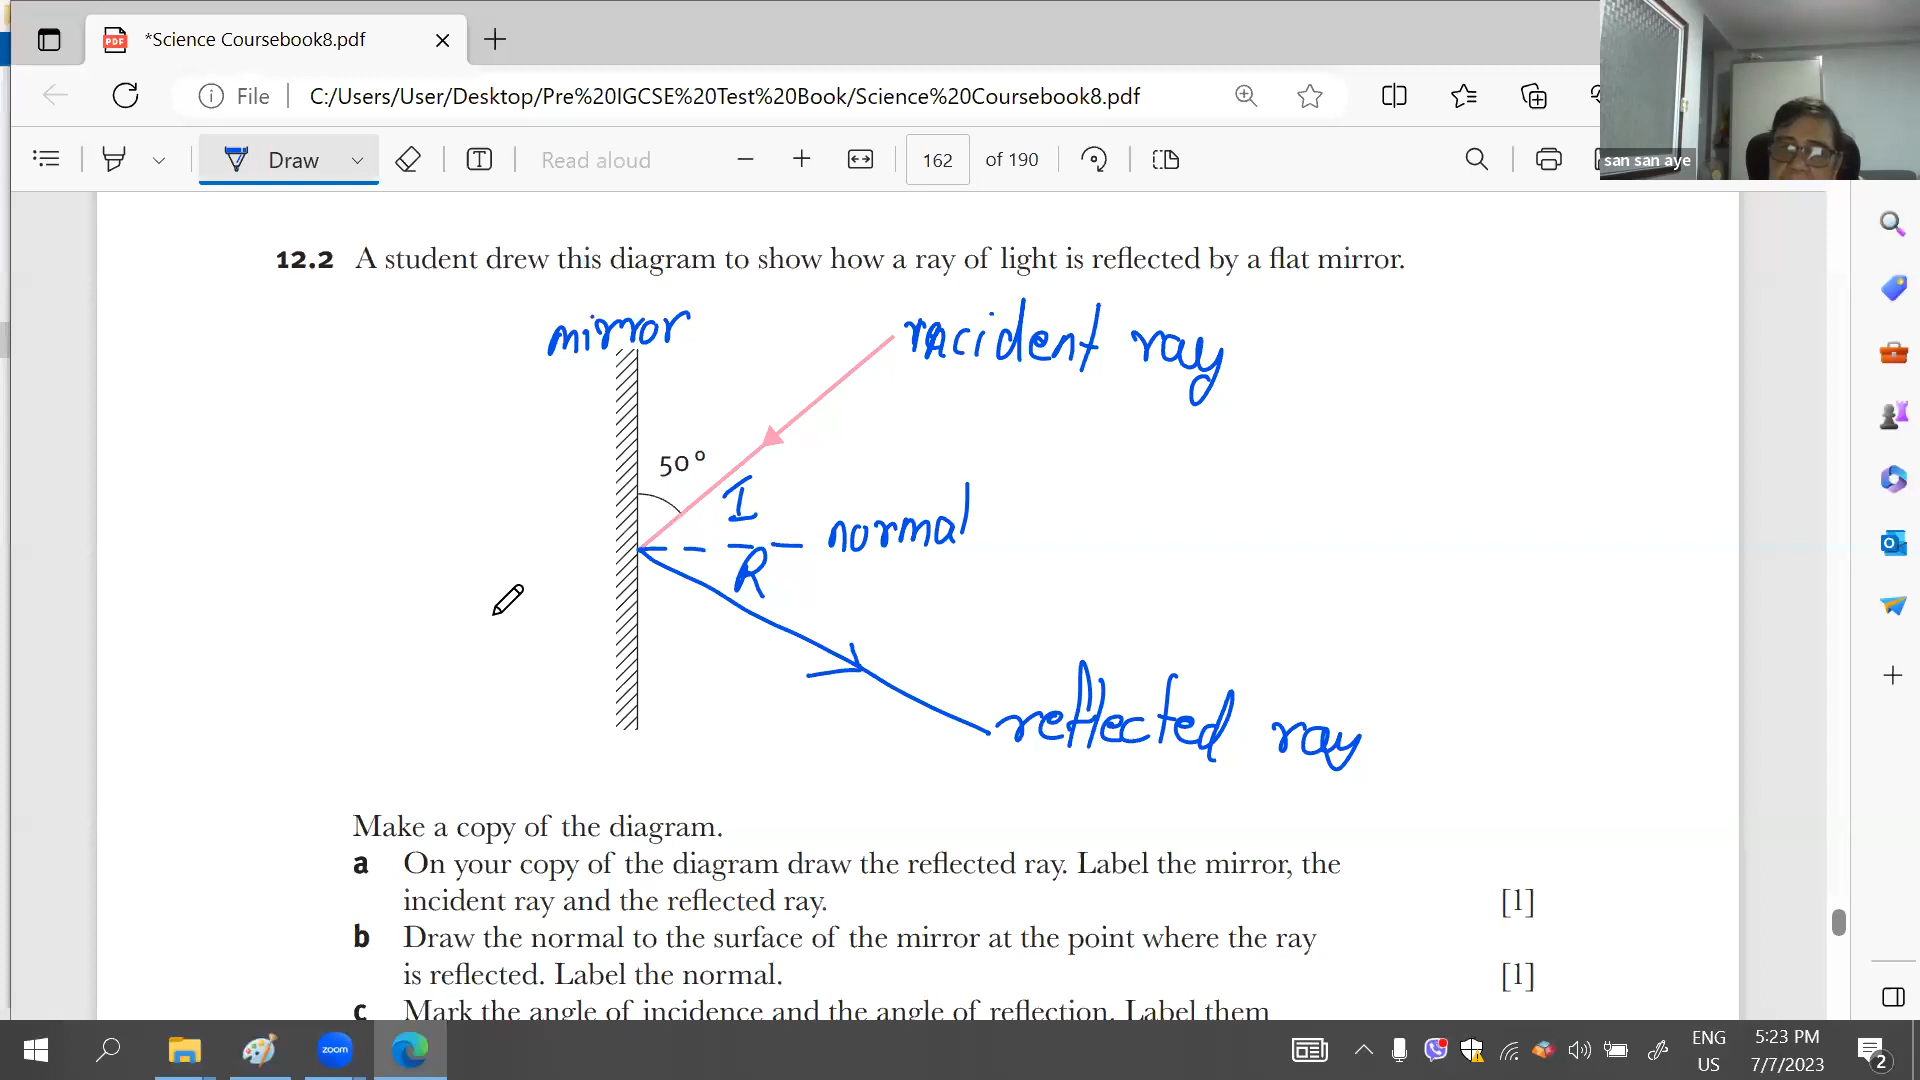 *Science Coursebook8.pdf
File
C:/Users/User/Desktop/Pre%20IGCSE%20Test%20Book/Science%20Coursebook8.pdf
san san aye
Draw
Read aloud
162
of 190
12.2 A student drew this diagram to show how a ray of light is reflected by a flat mirror.
mirror
incident ray
50°
I
normal
R
reflected ray
Make a copy of the diagram.
a On your copy of the diagram draw the reflected ray. Label the mirror, the
incident ray and the reflected ray. [1]
b Draw the normal to the surface of the mirror at the point where the ray
is reflected. Label the normal. [1]
c Mark the angle of incidence and the angle of reflection. Label them
zoom
ENG
US
5:23 PM
7/7/2023
2